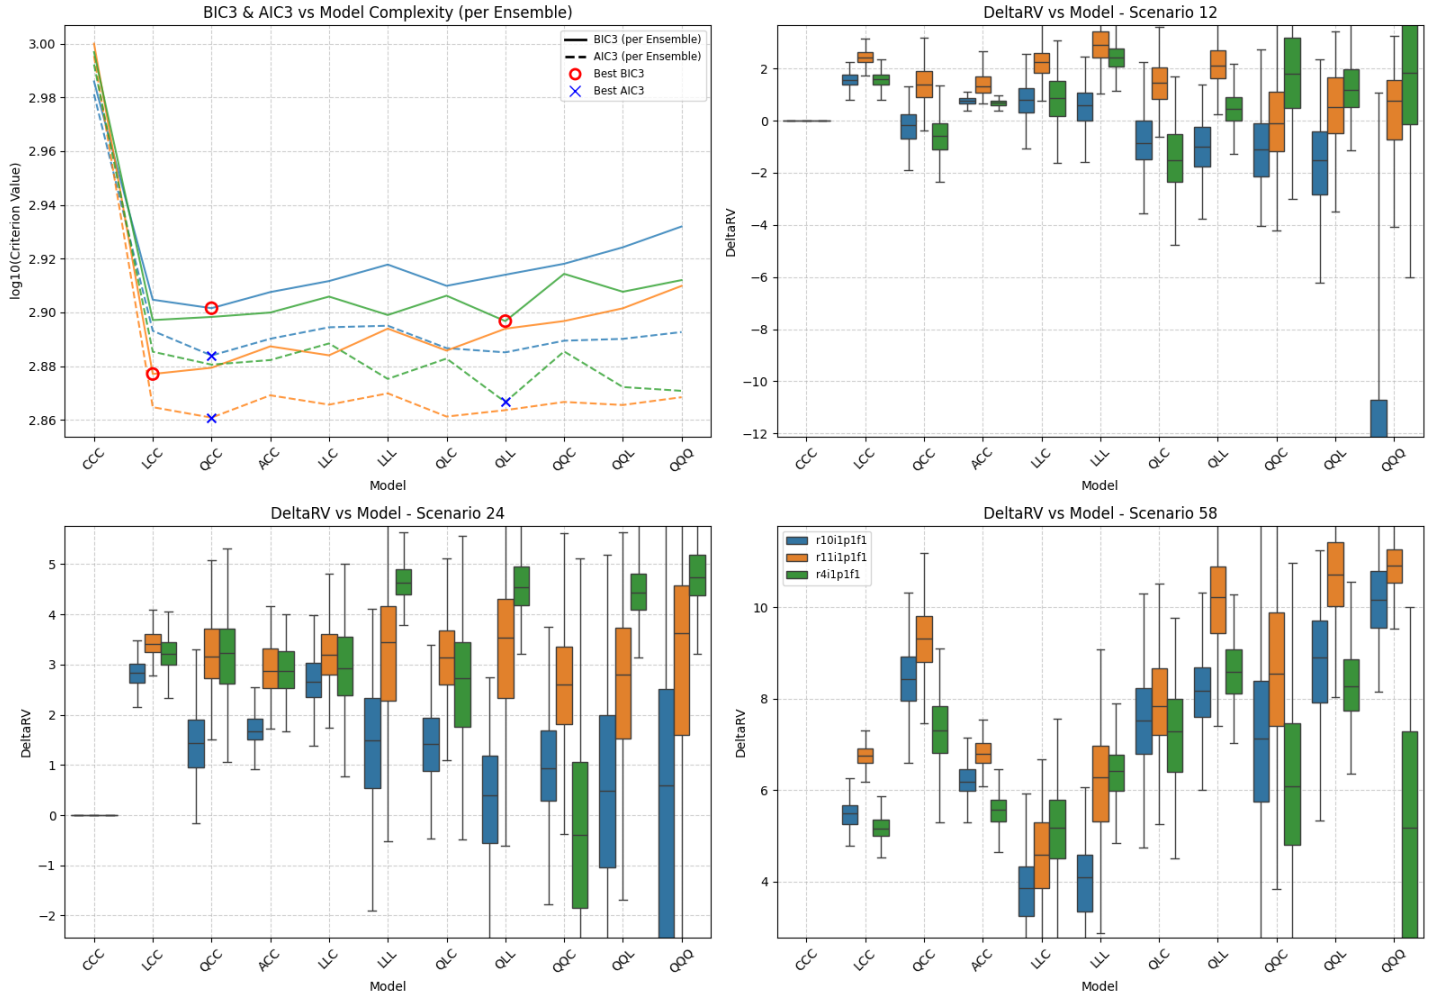 BIC3 & AIC3 vs Model Complexity (per Ensemble)
log10(Criterion Value)
3.00
2.98
2.96
2.94
2.92
2.90
2.88
2.86
BIC3 (per Ensemble)
AIC3 (per Ensemble)
Best BIC3
Best AIC3
CCC LCC QCC ACC LLC LLL QLC QLL QQC QQL QQQ
Model
DeltaRV vs Model - Scenario 12
DeltaRV
2
0
−2
−4
−6
−8
−10
−12
CCC LCC QCC ACC LLC LLL QLC QLL QQC QQL QQQ
Model
DeltaRV vs Model - Scenario 24
DeltaRV
5
4
3
2
1
0
−1
−2
CCC LCC QCC ACC LLC LLL QLC QLL QQC QQL QQQ
Model
DeltaRV vs Model - Scenario 58
DeltaRV
10
8
6
4
r10i1p1f1
r11i1p1f1
r4i1p1f1
CCC LCC QCC ACC LLC LLL QLC QLL QQC QQL QQQ
Model